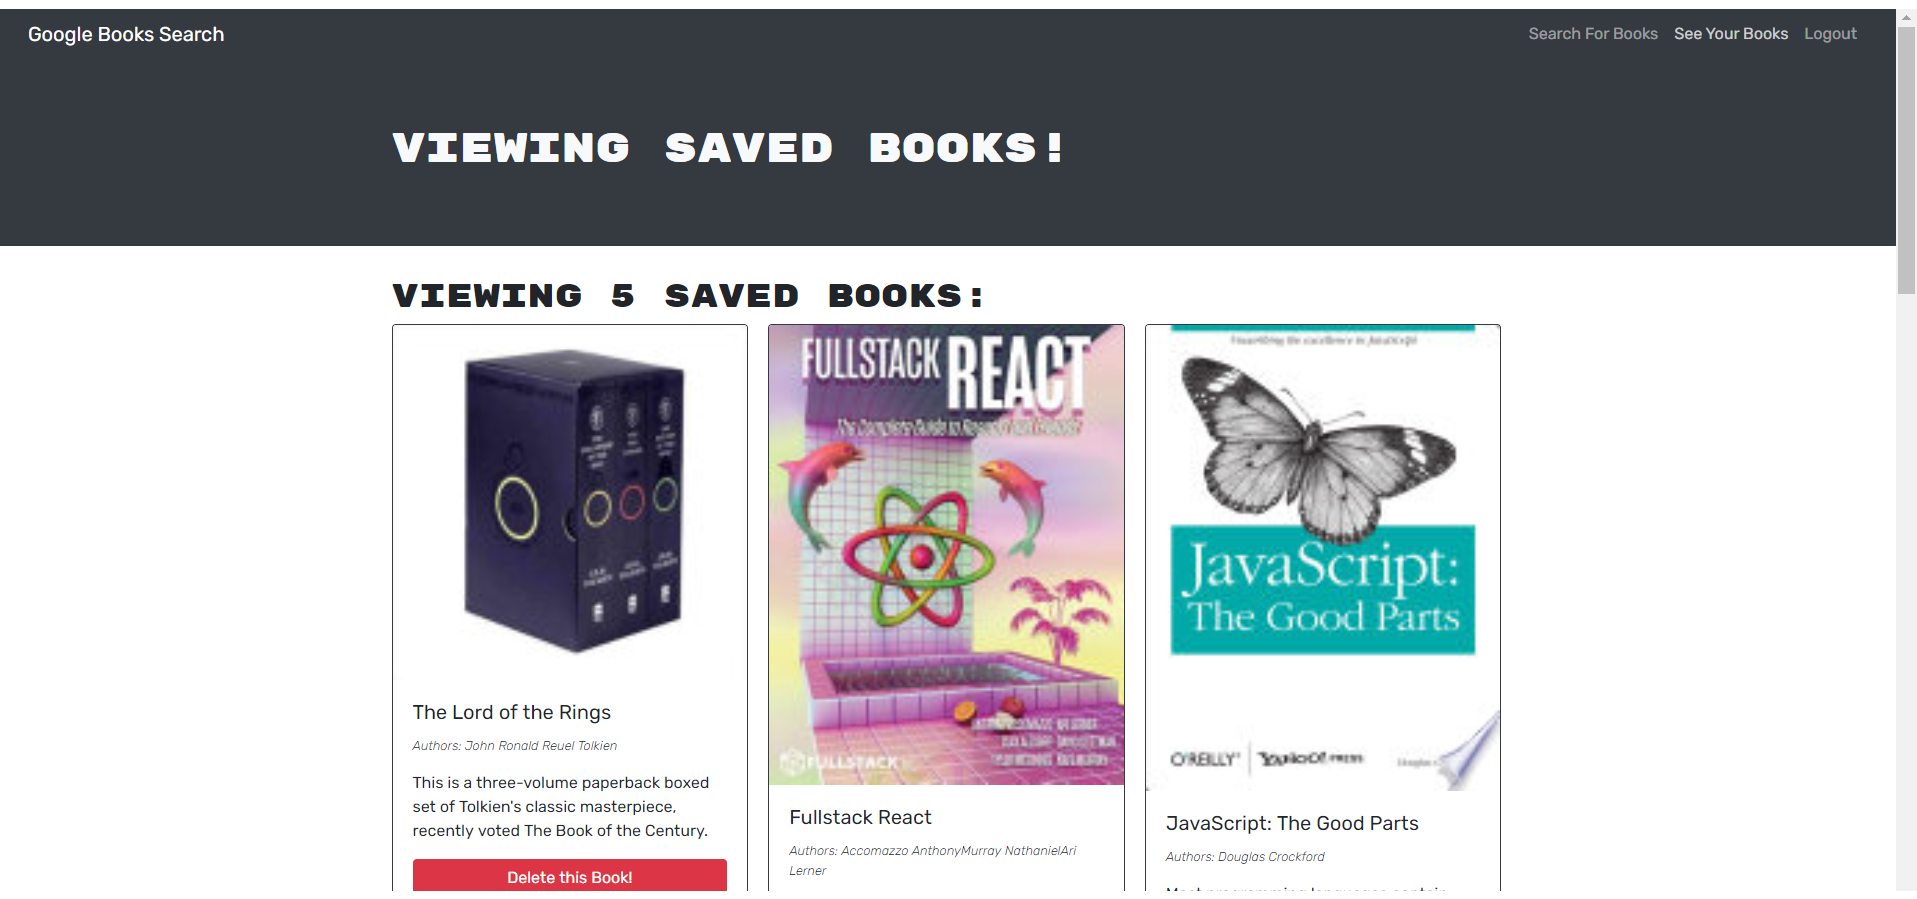 Google Books Search
Search For Books See Your Books Logout
VIEWING SAVED BOOKS!
VIEWING 5 SAVED BOOKS:
The Lord of the Rings
Authors: John Ronald Reuel Tolkien
This is a three-volume paperback boxed
set of Tolkien's classic masterpiece,
recently voted The Book of the Century.
Delete this Book!
FULLSTACK REACT
The Complete Guide to
FULLSTACK
Fullstack React
Authors: Accomazzo AnthonyMurray NathanielAri
Lerner
Unearthing the excellence in JavaScript
JavaScript:
The Good Parts
O'REILLY YAHOO! PRESS
JavaScript: The Good Parts
Authors: Douglas Crockford
Most programming languages contain